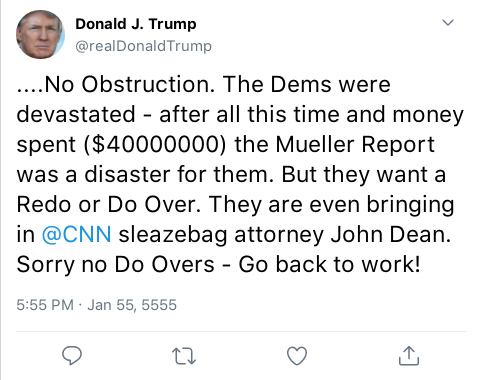 Donald J. Trump
@realDonaldTrump
....No Obstruction. The Dems were
devastated - after all this time and money
spent ($40000000) the Mueller Report
was a disaster for them. But they want a
Redo or Do Over. They are even bringing
in @CNN sleazebag attorney John Dean.
Sorry no Do Overs - Go back to work!
5:55 PM · Jan 55, 5555